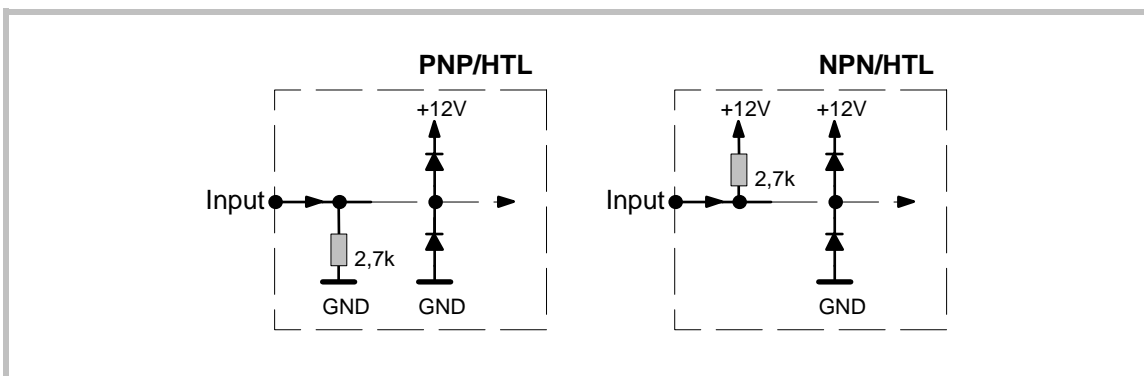 PNP/HTL
NPN/HTL
+12V
+12V
+12V
Input
2,7k
Input
2,7k
GND
GND
GND